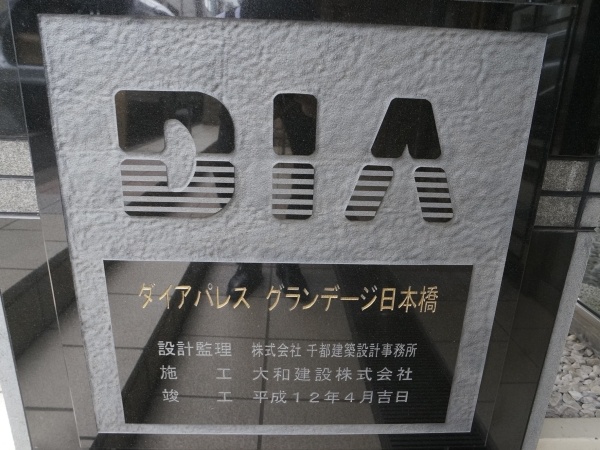 DIA
ダイアパレス グランデージ日本橋
設計監理 株式会社 千都建築設計事務所
施工 大和建設株式会社
竣工 平成12年4月吉日